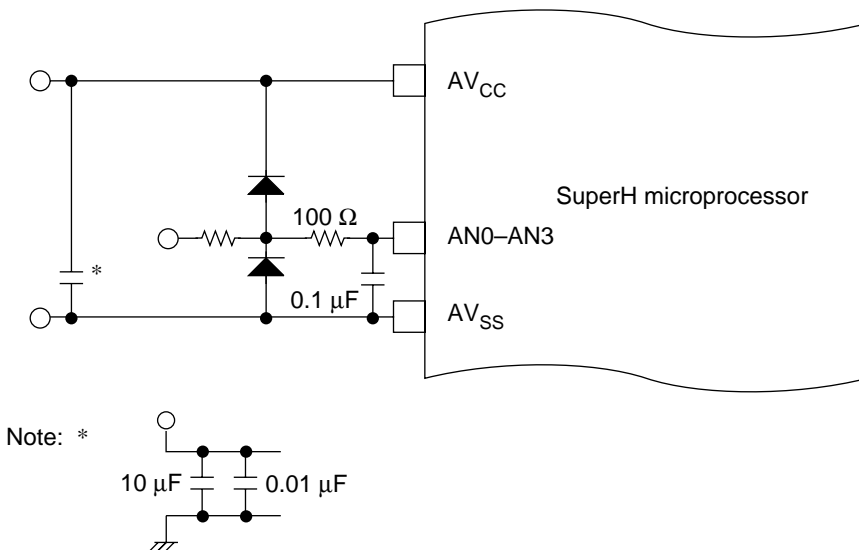 AVCC
SuperH microprocessor
100 Ω
AN0–AN3
*
0.1 μF
AVSS
Note: *
10 μF
0.01 μF